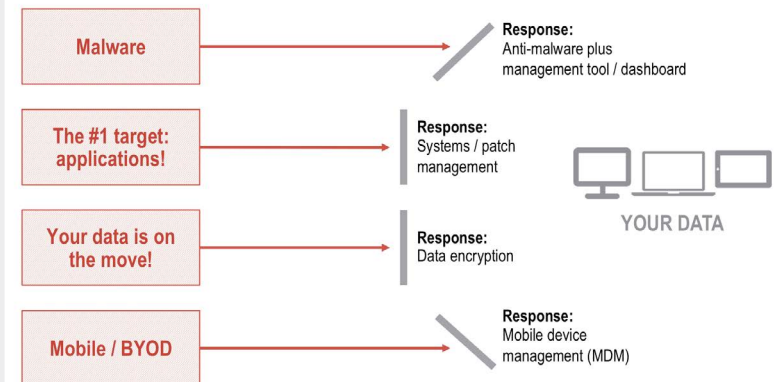 Malware
Response:
Anti-malware plus
management tool / dashboard
The #1 target:
applications!
Response:
Systems / patch
management
YOUR DATA
Your data is on
the move!
Response:
Data encryption
Mobile / BYOD
Response:
Mobile device
management (MDM)